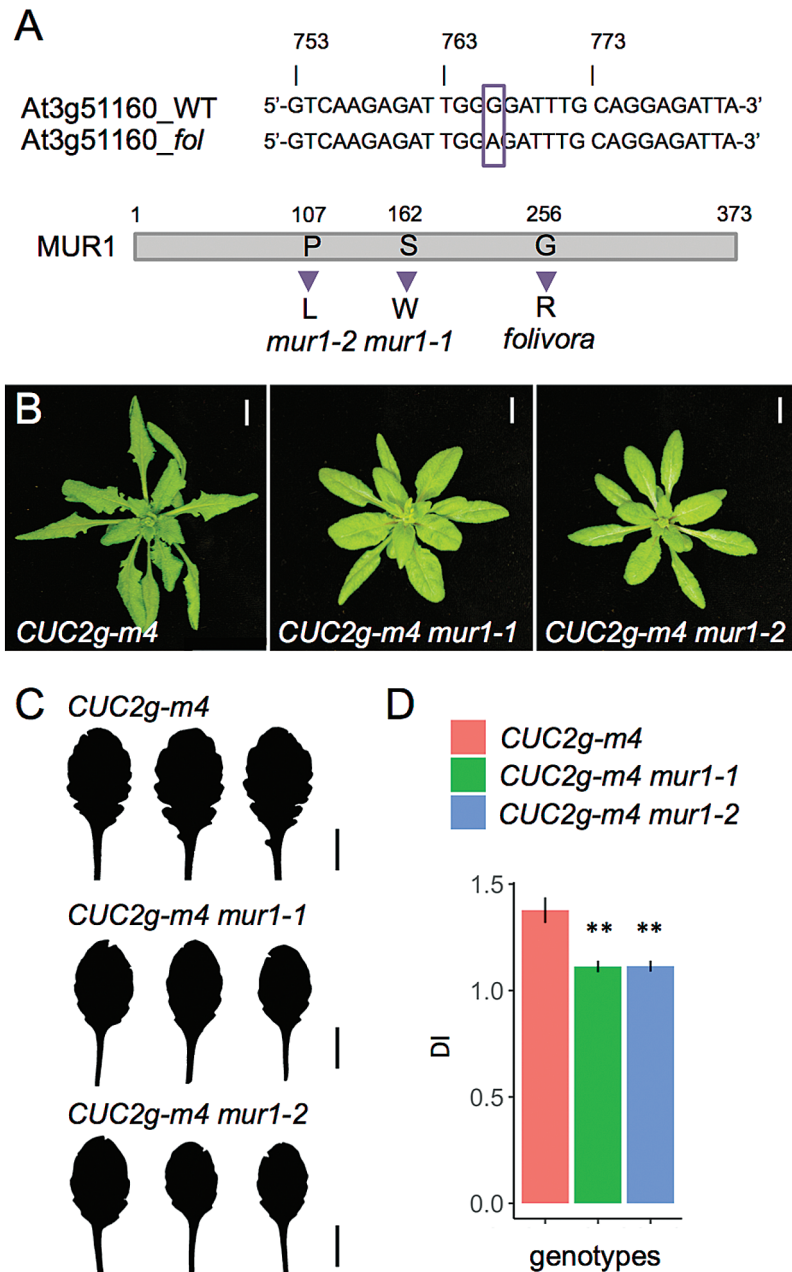 A
753 763 773
At3g51160_WT 5’-GTCAAGAGAT TGGGGATTTG CAGGAGATTA-3’
At3g51160_fol 5’-GTCAAGAGAT TGGAGATTTG CAGGAGATTA-3’
1 107 162 256 373
MUR1 P S G
L W R
mur1-2 mur1-1 folivora
B
CUC2g-m4 CUC2g-m4 mur1-1 CUC2g-m4 mur1-2
C
CUC2g-m4
CUC2g-m4 mur1-1
CUC2g-m4 mur1-2
D
CUC2g-m4
CUC2g-m4 mur1-1
CUC2g-m4 mur1-2
1.5
** **
1.0
DI
0.5
0.0
genotypes